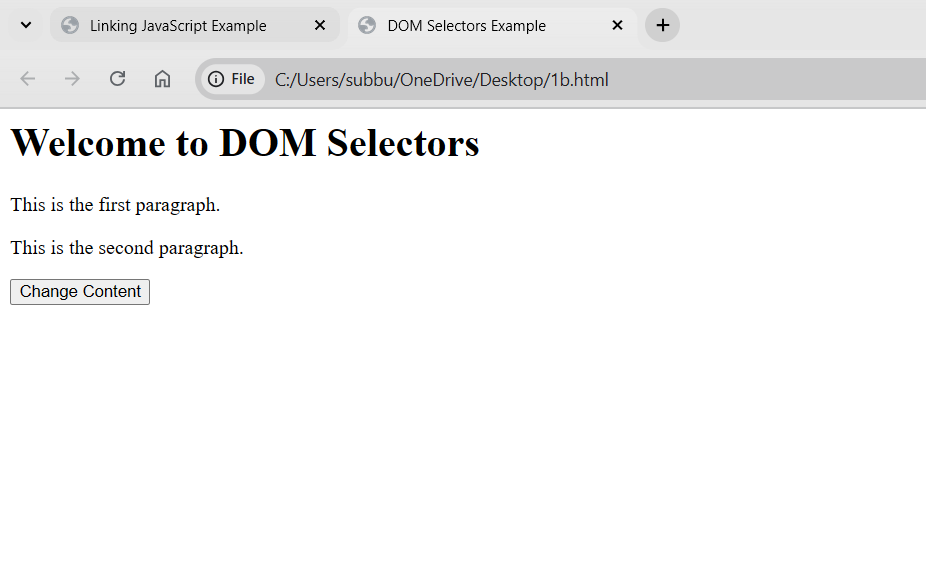 Linking JavaScript Example
DOM Selectors Example
File C:/Users/subbu/OneDrive/Desktop/1b.html
Welcome to DOM Selectors
This is the first paragraph.
This is the second paragraph.
Change Content